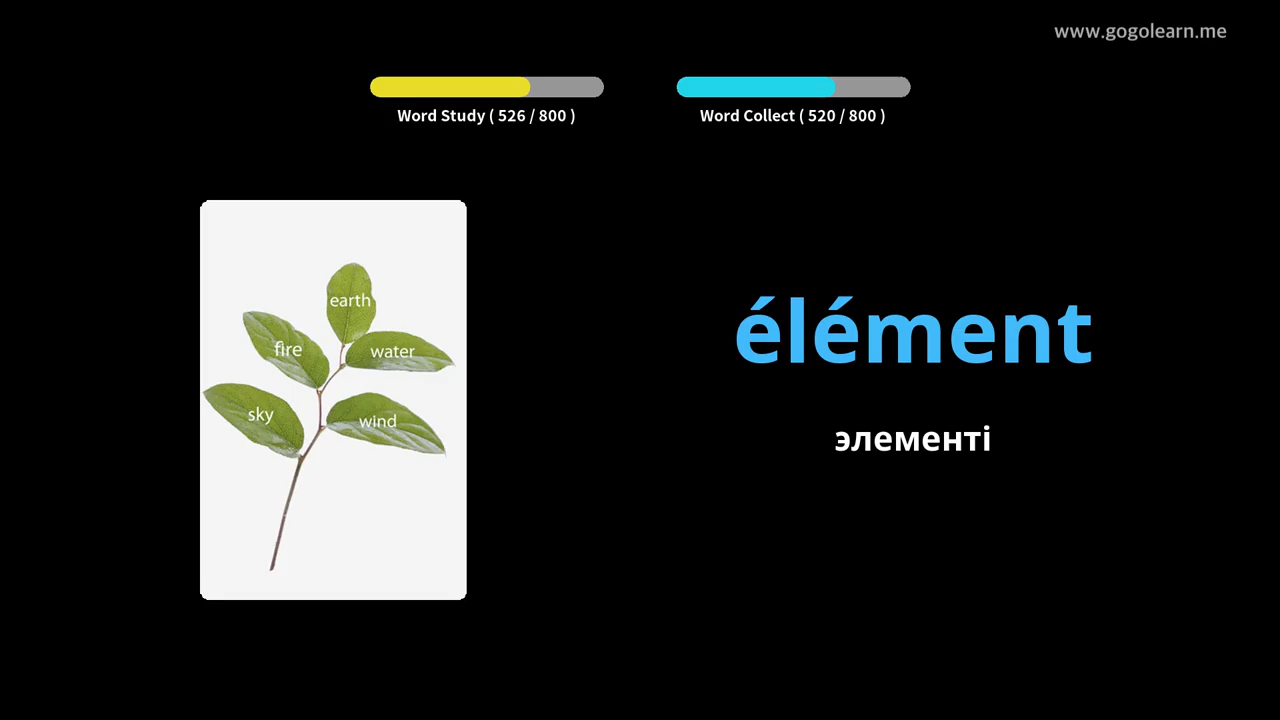 www.gogolearn.me
Word Study ( 526 / 800 )
Word Collect ( 520 / 800 )
earth
fire
water
sky
wind
élément
элементі